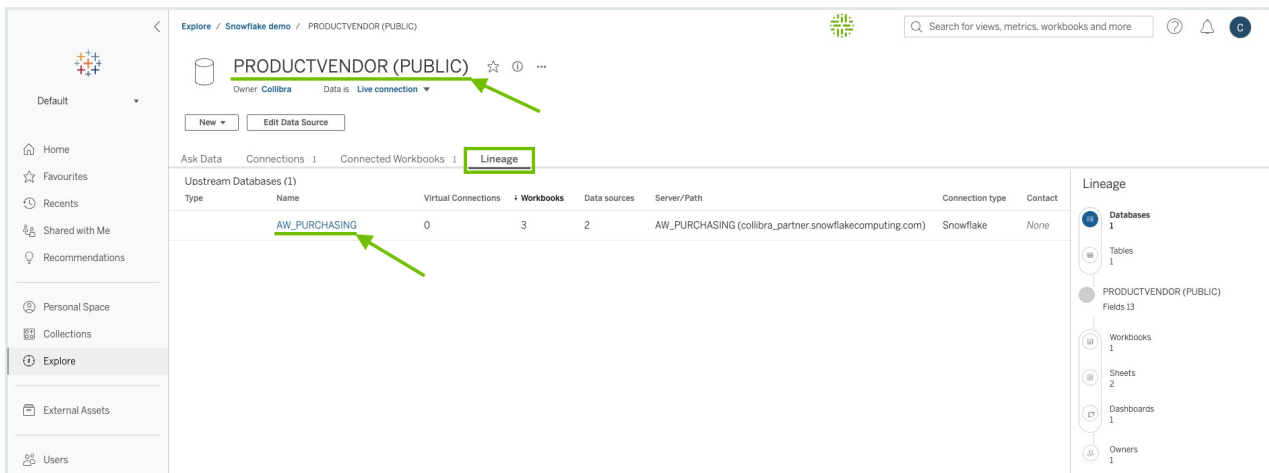 Explore / Snowflake demo / PRODUCTVENDOR (PUBLIC)
Search for views, metrics, workbooks and more
C
PRODUCTVENDOR (PUBLIC)
Owner Collibra Data is Live connection
Default
New
Edit Data Source
Home
Favourites
Recents
Shared with Me
Recommendations
Personal Space
Collections
Explore
External Assets
Users
Ask Data Connections 1 Connected Workbooks 1 Lineage
Upstream Databases (1)
Type Name Virtual Connections ↓ Workbooks Data sources Server/Path Connection type Contact
AW_PURCHASING 0 3 2 AW_PURCHASING (collibra_partner.snowflakecomputing.com) Snowflake None
Lineage
Databases
1
Tables
1
PRODUCTVENDOR (PUBLIC)
Fields 13
Workbooks
1
Sheets
2
Dashboards
1
Owners
1